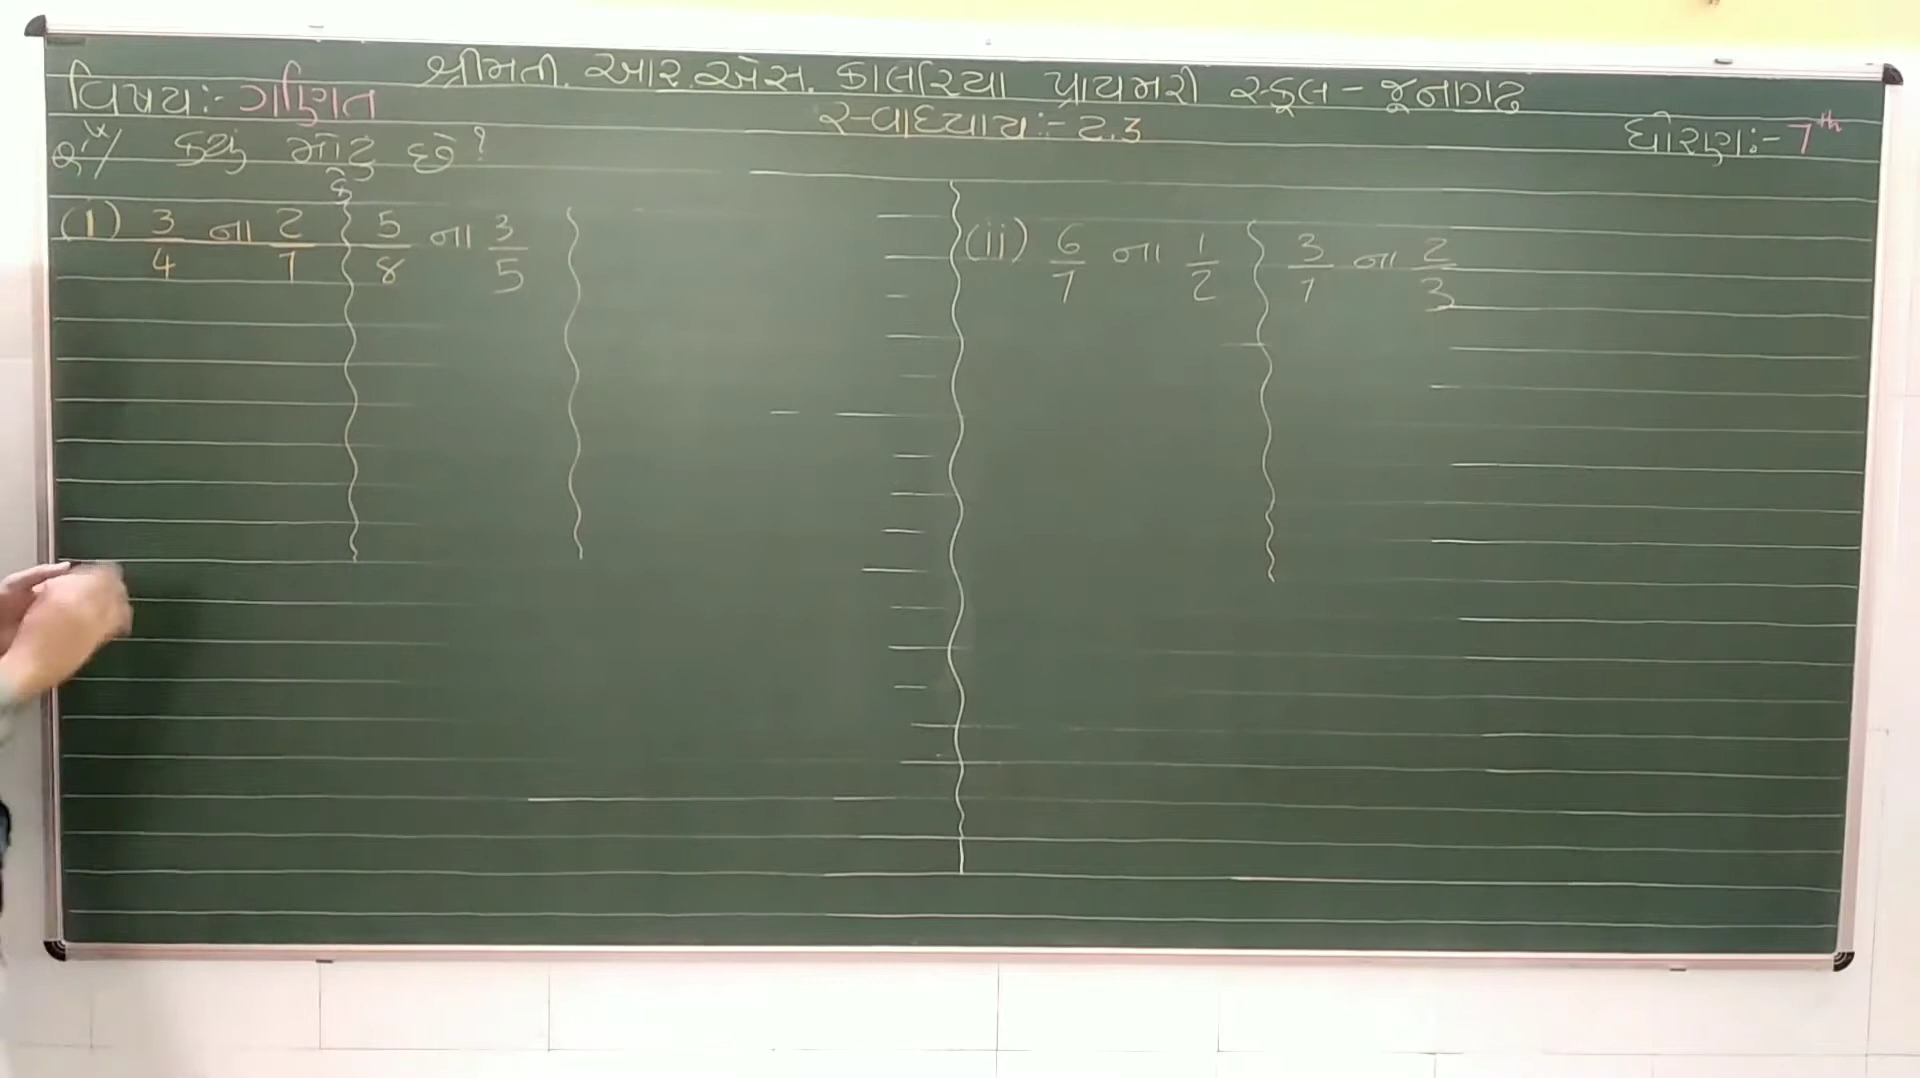 શ્રીમતી. આર.એસ. કાલરિયા પ્રાયમરી સ્કૂલ - જૂનાગઢ
વિષય:- ગણિત
સ્વાધ્યાય:- 2.3
ધોરણ:- 7th
કયું મોટું છે?
કે
(i) 3/4 ના 2/7 5/8 ના 3/5
(ii) 6/7 ના 1/2 3/7 ના 2/3